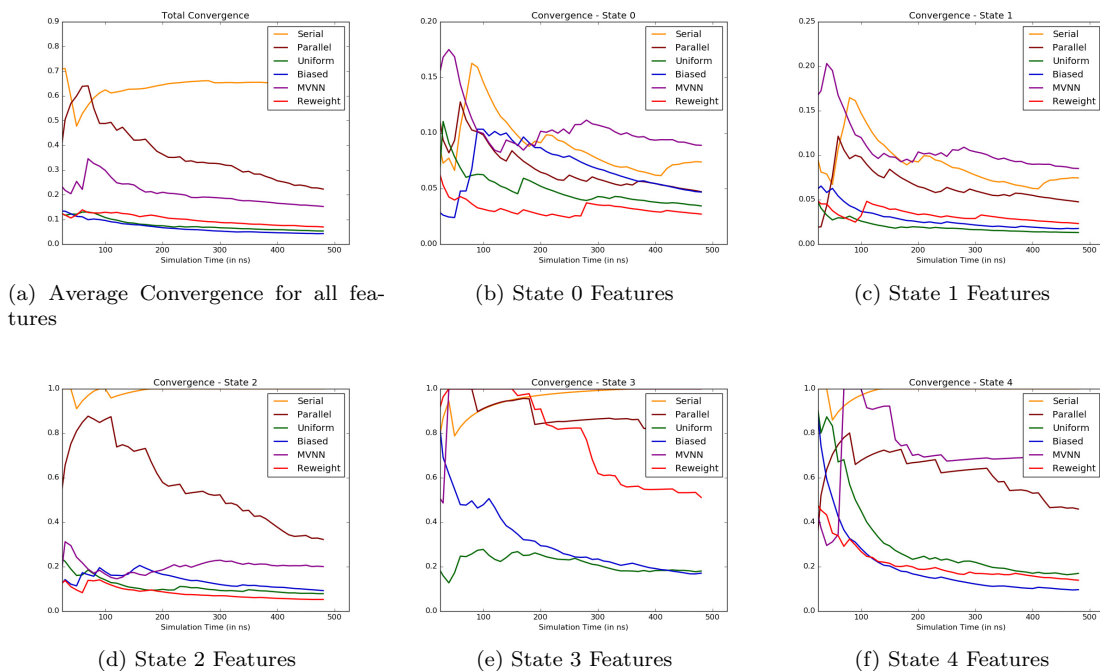 Total Convergence
0.9
0.8
0.7
0.6
0.5
0.4
0.3
0.2
0.1
0.0
100
200
300
400
500
Simulation Time (in ns)
Serial
Parallel
Uniform
Biased
MVNN
Reweight
(a) Average Convergence for all fea-
tures
Convergence - State 0
0.20
0.15
0.10
0.05
0.00
100
200
300
400
500
Simulation Time (in ns)
Serial
Parallel
Uniform
Biased
MVNN
Reweight
(b) State 0 Features
Convergence - State 1
0.25
0.20
0.15
0.10
0.05
0.00
100
200
300
400
500
Simulation Time (in ns)
Serial
Parallel
Uniform
Biased
MVNN
Reweight
(c) State 1 Features
Convergence - State 2
1.0
0.8
0.6
0.4
0.2
0.0
100
200
300
400
500
Simulation Time (in ns)
Serial
Parallel
Uniform
Biased
MVNN
Reweight
(d) State 2 Features
Convergence - State 3
1.0
0.8
0.6
0.4
0.2
0.0
100
200
300
400
500
Simulation Time (in ns)
Serial
Parallel
Uniform
Biased
MVNN
Reweight
(e) State 3 Features
Convergence - State 4
1.0
0.8
0.6
0.4
0.2
0.0
100
200
300
400
500
Simulation Time (in ns)
Serial
Parallel
Uniform
Biased
MVNN
Reweight
(f) State 4 Features